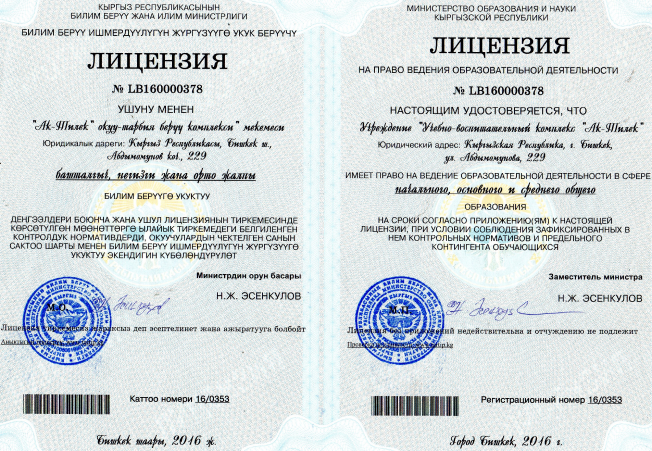 КЫРГЫЗ РЕСПУБЛИКАСЫНЫН
БИЛИМ БЕРҮҮ ЖАНА ИЛИМ МИНИСТРЛИГИ
БИЛИМ БЕРҮҮ ИШМЕРДҮҮЛҮГҮН ЖҮРГҮЗҮҮГӨ УКУК БЕРҮҮЧҮ
ЛИЦЕНЗИЯ
№ LB160000378
УШУНУ МЕНЕН
"Ак-Тилек" окуу-тарбия берүү комплекси" мекемеси
Юридикалык дареги: Кыргыз Республикасы, Бишкек ш.,
Абдымомунов көч., 229
башталгыч, негизги жана орто жалпы
БИЛИМ БЕРҮҮГӨ УКУКТУУ
ДЕҢГЭЭЛДЕРИ БОЮНЧА ЖАНА УШУЛ ЛИЦЕНЗИЯНЫН ТИРКЕМЕСИНДЕ
КӨРСӨТҮЛГӨН МӨӨНӨТТӨРГӨ ЫЛАЙЫК ТИРКЕМЕДЕГИ БЕЛГИЛЕНГЕН
КОНТРОЛДУК НОРМАТИВДЕРДИ, ОКУУЧУЛАРДЫН ЧЕКТЕЛГЕН САНЫН
САКТОО ШАРТЫ МЕНЕН БИЛИМ БЕРҮҮ ИШМЕРДҮҮЛҮГҮН ЖҮРГҮЗҮҮГӨ
УКУКТУУ ЭКЕНДИГИН КҮБӨЛӨНДҮРҮЛӨТ
Министрдин орун басары
Н.Ж. ЭСЕНКУЛОВ
М.О.
Лицензия тиркемесиз жараксыз деп эсептелинет жана ажыратууга болбойт
Каттоо номери 16/0353
Бишкек шаары, 2016 ж.
МИНИСТЕРСТВО ОБРАЗОВАНИЯ И НАУКИ
КЫРГЫЗСКОЙ РЕСПУБЛИКИ
ЛИЦЕНЗИЯ
НА ПРАВО ВЕДЕНИЯ ОБРАЗОВАТЕЛЬНОЙ ДЕЯТЕЛЬНОСТИ
№ LB160000378
НАСТОЯЩИМ УДОСТОВЕРЯЕТСЯ, ЧТО
Учреждение "Учебно-воспитательный комплекс "Ак-Тилек"
Юридический адрес: Кыргызская Республика, г. Бишкек,
ул. Абдымомунова, 229
ИМЕЕТ ПРАВО НА ВЕДЕНИЕ ОБРАЗОВАТЕЛЬНОЙ ДЕЯТЕЛЬНОСТИ В СФЕРЕ
начального, основного и среднего общего
ОБРАЗОВАНИЯ
НА СРОКИ СОГЛАСНО ПРИЛОЖЕНИЮ(ЯМ) К НАСТОЯЩЕЙ
ЛИЦЕНЗИИ, ПРИ УСЛОВИИ СОБЛЮДЕНИЯ ЗАФИКСИРОВАННЫХ В
НЕМ КОНТРОЛЬНЫХ НОРМАТИВОВ И ПРЕДЕЛЬНОГО
КОНТИНГЕНТА ОБУЧАЮЩИХСЯ
Заместитель министра
Н.Ж. ЭСЕНКУЛОВ
М.П.
Лицензия без приложений недействительна и отчуждению не подлежит
Регистрационный номер 16/0353
Город Бишкек, 2016 г.